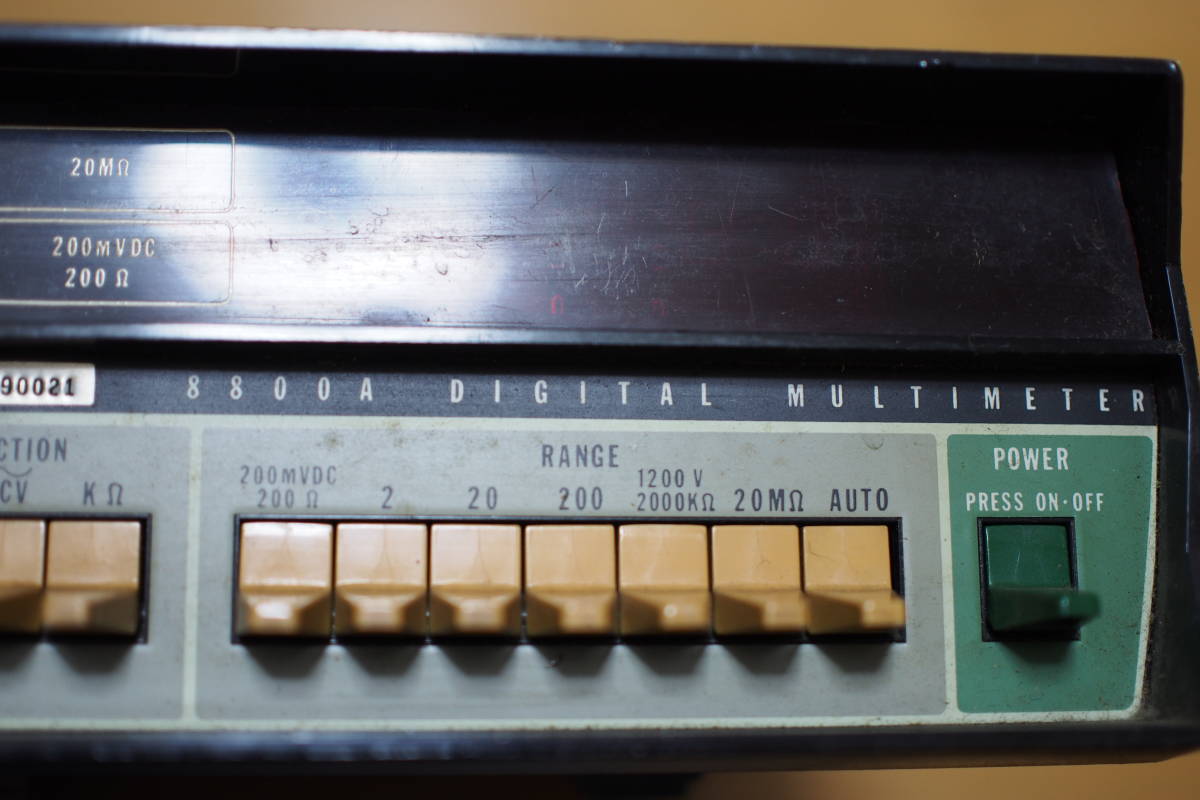 20MΩ
200MVDC
200 Ω
90021
8800A DIGITAL MULTIMETER
CTION
RANGE
POWER
CV
KΩ
200MVDC
200 Ω
2
20
200
1200 V
2000KΩ
20MΩ
AUTO
PRESS ON·OFF